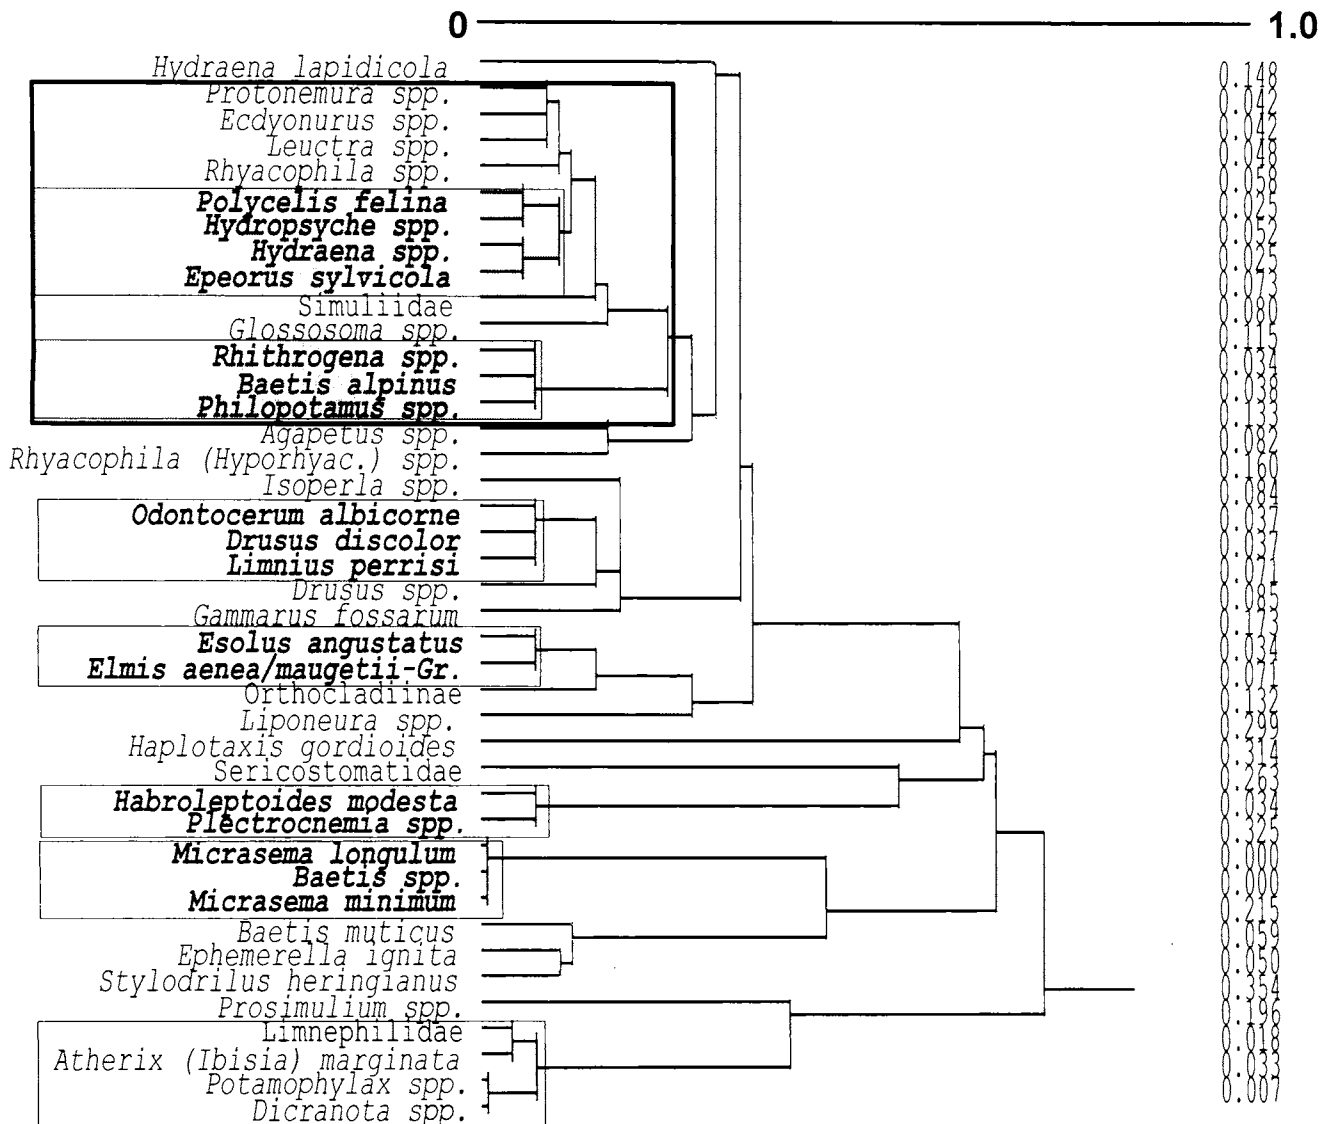 0 1.0
Hydraena lapidicola 0.148
Protonemura spp. 0.042
Ecdyonurus spp. 0.042
Leuctra spp. 0.048
Rhyacophila spp. 0.058
Polycelis felina 0.025
Hydropsyche spp. 0.052
Hydraena spp. 0.025
Epeorus sylvicola 0.073
Simuliidae 0.080
Glossosoma spp. 0.115
Rhithrogena spp. 0.034
Baetis alpinus 0.038
Philopotamus spp. 0.133
Agapetus spp. 0.082
Rhyacophila (Hyporhyac.) spp. 0.160
Isoperla spp. 0.084
Odontocerum albicorne 0.037
Drusus discolor 0.037
Limnius perrisi 0.071
Drusus spp. 0.085
Gammarus fossarum 0.173
Esolus angustatus 0.034
Elmis aenea/maugetii-Gr. 0.071
Orthocladiinae 0.132
Liponeura spp. 0.299
Haplotaxis gordioides 0.314
Sericostomatidae 0.263
Habroleptoides modesta 0.034
Plectrocnemia spp. 0.325
Micrasema longulum 0.000
Baetis spp. 0.000
Micrasema minimum 0.215
Baetis muticus 0.059
Ephemerella ignita 0.050
Stylodrilus heringianus 0.354
Prosimulium spp. 0.196
Limnephilidae 0.018
Atherix (Ibisia) marginata 0.033
Potamophylax spp. 0.007
Dicranota spp.